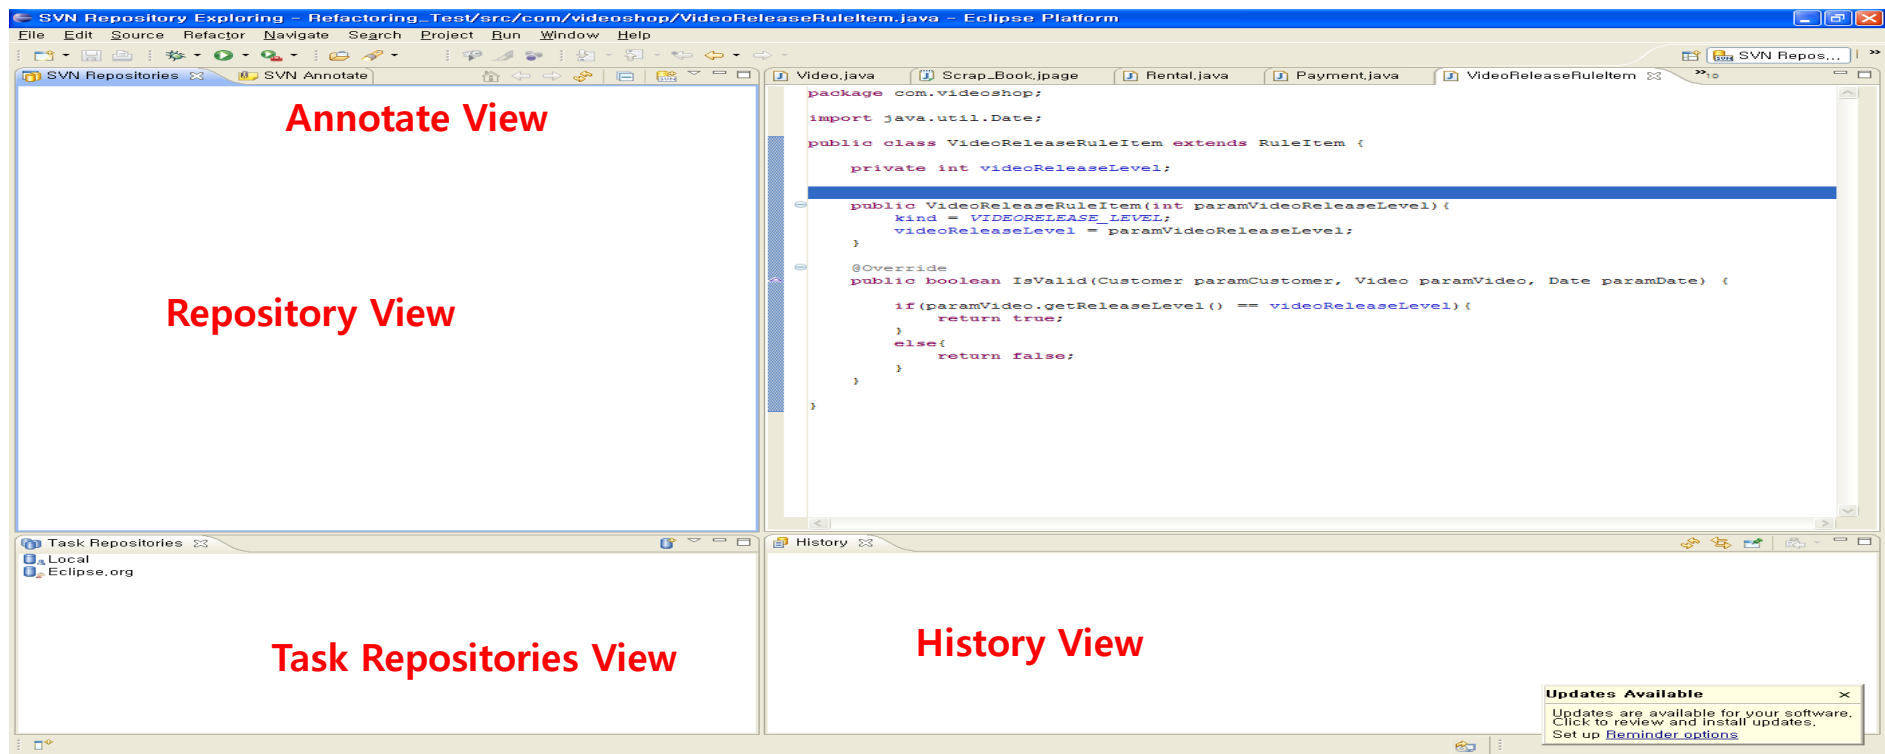 SVN Repository Exploring - Refactoring_Test/src/com/videoshop/VideoReleaseRuleItem.java - Eclipse Platform
File Edit Source Refactor Navigate Search Project Run Window Help
SVN Repos...
SVN Repositories SVN Annotate
Video.java Scrap_Book.jpage Rental.java Payment.java VideoReleaseRuleItem »10
Annotate View
Repository View
package com.videoshop;
import java.util.Date;
public class VideoReleaseRuleItem extends RuleItem {
private int videoReleaseLevel;
public VideoReleaseRuleItem(int paramVideoReleaseLevel){
kind = VIDEORELEASE_LEVEL;
videoReleaseLevel = paramVideoReleaseLevel;
}
@Override
public boolean IsValid(Customer paramCustomer, Video paramVideo, Date paramDate) {
if(paramVideo.getReleaseLevel() == videoReleaseLevel){
return true;
}
else{
return false;
}
}
}
Task Repositories
Local
Eclipse.org
Task Repositories View
History
History View
Updates Available
Updates are available for your software.
Click to review and install updates.
Set up Reminder options